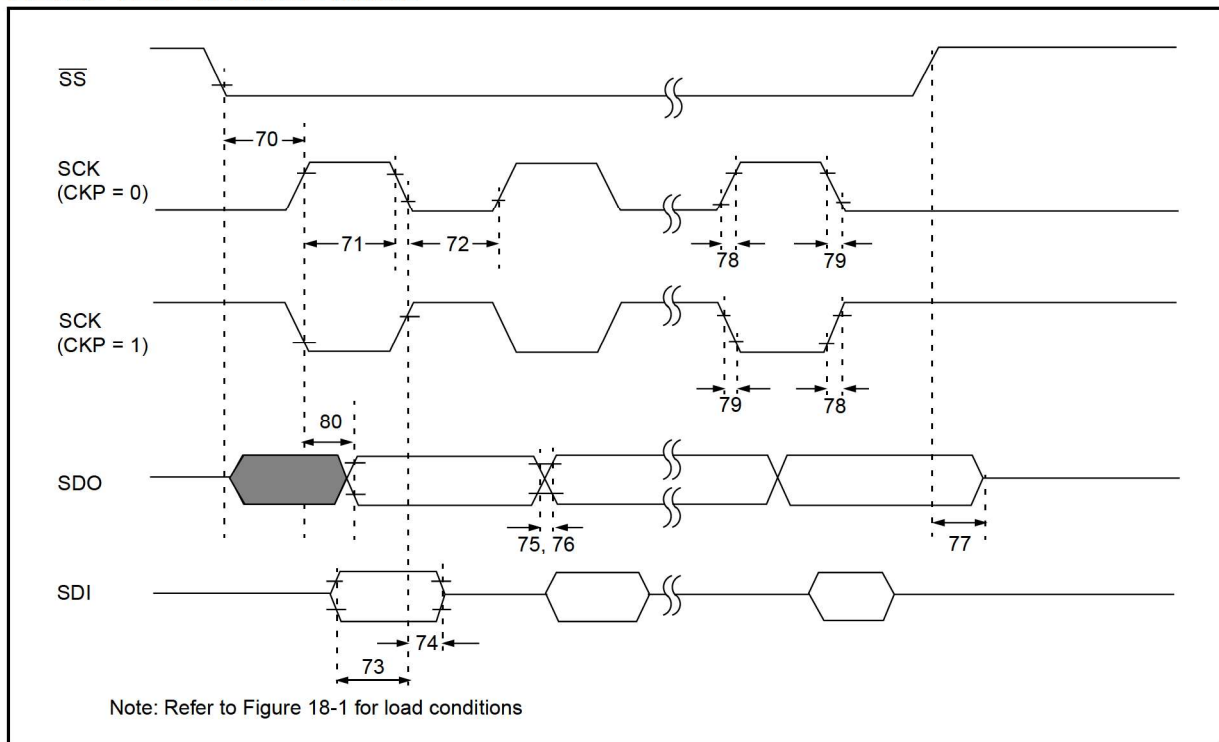 SS
70
SCK
(CKP = 0)
71
72
78
79
SCK
(CKP = 1)
79
78
80
SDO
75, 76
77
SDI
74
73
Note: Refer to Figure 18-1 for load conditions